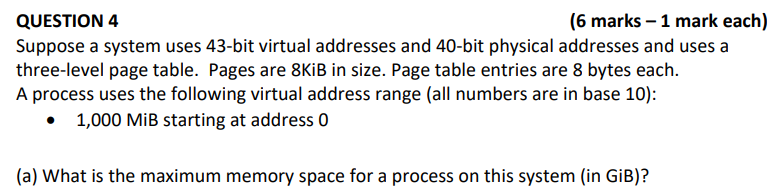 QUESTION 4 (6 marks – 1 mark each)
Suppose a system uses 43-bit virtual addresses and 40-bit physical addresses and uses a
three-level page table. Pages are 8KiB in size. Page table entries are 8 bytes each.
A process uses the following virtual address range (all numbers are in base 10):
• 1,000 MiB starting at address 0
(a) What is the maximum memory space for a process on this system (in GiB)?